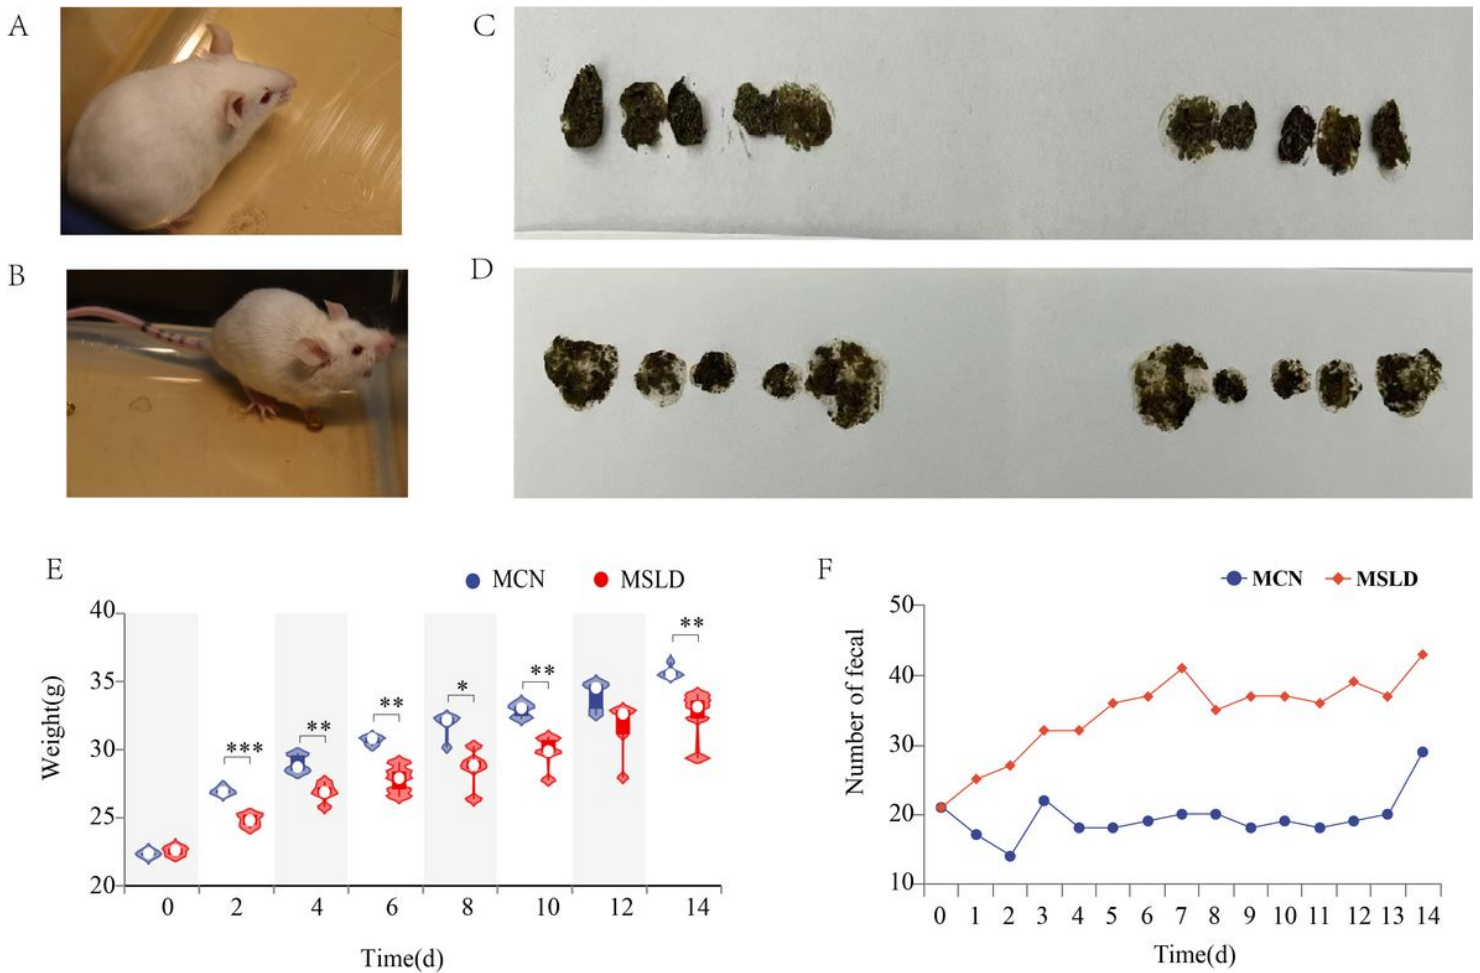 A
C
B
D
E
MCN
MSLD
F
MCN
MSLD
Weight(g)
40
35
30
25
20
***
**
**
*
**
**
0 2 4 6 8 10 12 14
Time(d)
Number of fecal
50
40
30
20
10
0 1 2 3 4 5 6 7 8 9 10 11 12 13 14
Time(d)